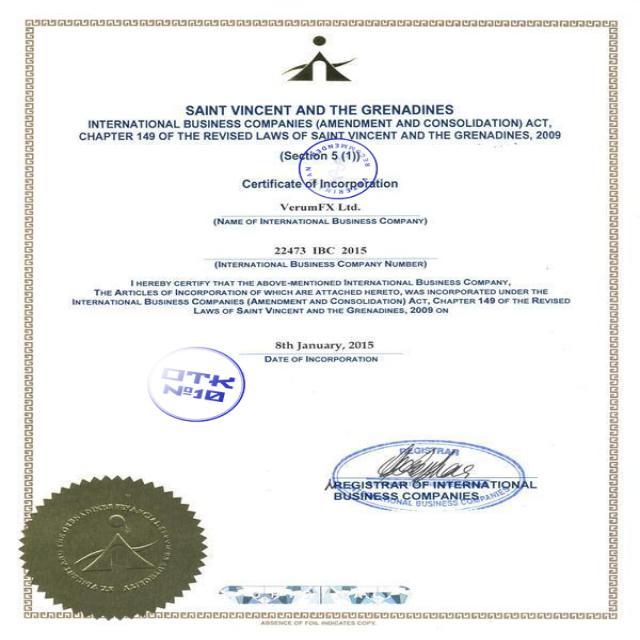 SAINT VINCENT AND THE GRENADINES
INTERNATIONAL BUSINESS COMPANIES (AMENDMENT AND CONSOLIDATION) ACT,
CHAPTER 149 OF THE REVISED LAWS OF SAINT VINCENT AND THE GRENADINES, 2009
(Section 5 (1))
Certificate of Incorporation
VerumFX Ltd.
(NAME OF INTERNATIONAL BUSINESS COMPANY)
22473 IBC 2015
(INTERNATIONAL BUSINESS COMPANY NUMBER)
I HEREBY CERTIFY THAT THE ABOVE-MENTIONED INTERNATIONAL BUSINESS COMPANY,
THE ARTICLES OF INCORPORATION OF WHICH ARE ATTACHED HERETO, WAS INCORPORATED UNDER THE
INTERNATIONAL BUSINESS COMPANIES (AMENDMENT AND CONSOLIDATION) ACT, CHAPTER 149 OF THE REVISED
LAWS OF SAINT VINCENT AND THE GRENADINES, 2009 ON
8th January, 2015
DATE OF INCORPORATION
ОТК
№10
REGISTRAR
REGISTRAR OF INTERNATIONAL
BUSINESS COMPANIES
ABSENCE OF FOIL INDICATES COPY.